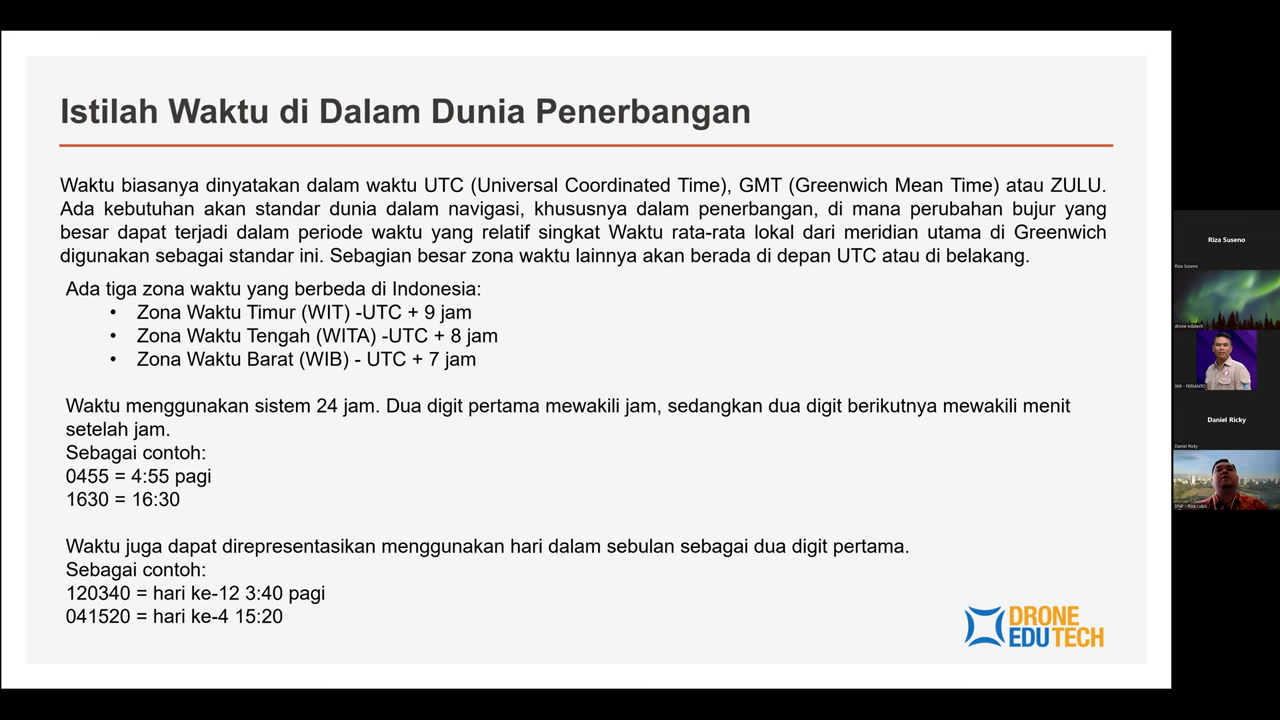 Istilah Waktu di Dalam Dunia Penerbangan
Waktu biasanya dinyatakan dalam waktu UTC (Universal Coordinated Time), GMT (Greenwich Mean Time) atau ZULU.
Ada kebutuhan akan standar dunia dalam navigasi, khususnya dalam penerbangan, di mana perubahan bujur yang
besar dapat terjadi dalam periode waktu yang relatif singkat Waktu rata-rata lokal dari meridian utama di Greenwich
digunakan sebagai standar ini. Sebagian besar zona waktu lainnya akan berada di depan UTC atau di belakang.
Ada tiga zona waktu yang berbeda di Indonesia:
• Zona Waktu Timur (WIT) -UTC + 9 jam
• Zona Waktu Tengah (WITA) -UTC + 8 jam
• Zona Waktu Barat (WIB) - UTC + 7 jam
Waktu menggunakan sistem 24 jam. Dua digit pertama mewakili jam, sedangkan dua digit berikutnya mewakili menit
setelah jam.
Sebagai contoh:
0455 = 4:55 pagi
1630 = 16:30
Waktu juga dapat direpresentasikan menggunakan hari dalam sebulan sebagai dua digit pertama.
Sebagai contoh:
120340 = hari ke-12 3:40 pagi
041520 = hari ke-4 15:20
DRONE
EDUTECH
Riza Suseno
Riza Suseno
drone edutech
Daniel Ricky
Daniel Ricky